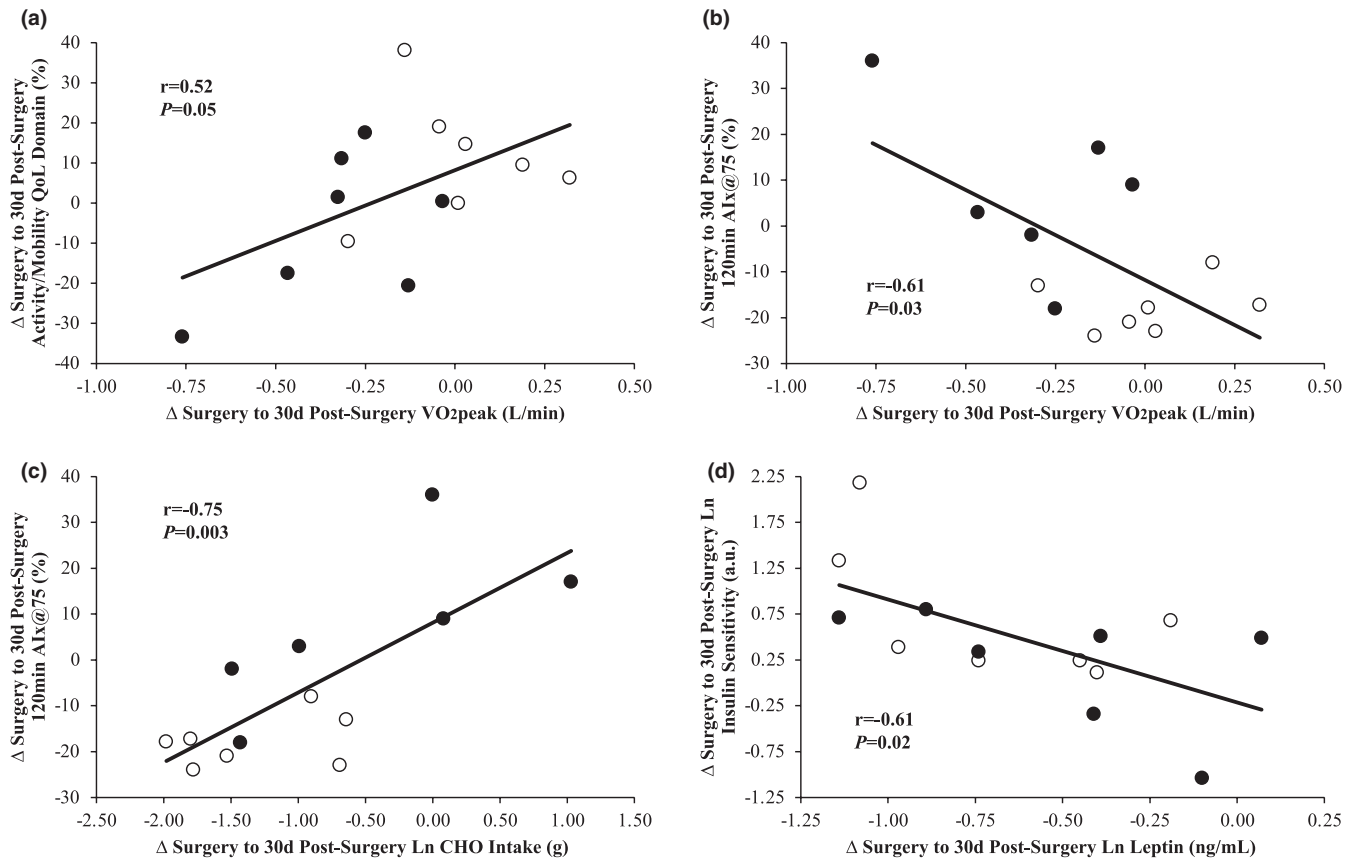 (a)
Δ Surgery to 30d Post-Surgery
Activity/Mobility QoL Domain (%)
40
30
20
10
0
-10
-20
-30
-40
r=0.52
P=0.05
-1.00 -0.75 -0.50 -0.25 0.00 0.25 0.50
Δ Surgery to 30d Post-Surgery VO2peak (L/min)
(b)
Δ Surgery to 30d Post-Surgery
120min AIx@75 (%)
40
30
20
10
0
-10
-20
-30
r=-0.61
P=0.03
-1.00 -0.75 -0.50 -0.25 0.00 0.25 0.50
Δ Surgery to 30d Post-Surgery VO2peak (L/min)
(c)
Δ Surgery to 30d Post-Surgery
120min AIx@75 (%)
40
30
20
10
0
-10
-20
-30
r=-0.75
P=0.003
-2.50 -2.00 -1.50 -1.00 -0.50 0.00 0.50 1.00 1.50
Δ Surgery to 30d Post-Surgery Ln CHO Intake (g)
(d)
Δ Surgery to 30d Post-Surgery Ln
Insulin Sensitivity (a.u.)
2.25
1.75
1.25
0.75
0.25
-0.25
-0.75
-1.25
r=-0.61
P=0.02
-1.25 -1.00 -0.75 -0.50 -0.25 0.00 0.25
Δ Surgery to 30d Post-Surgery Ln Leptin (ng/mL)